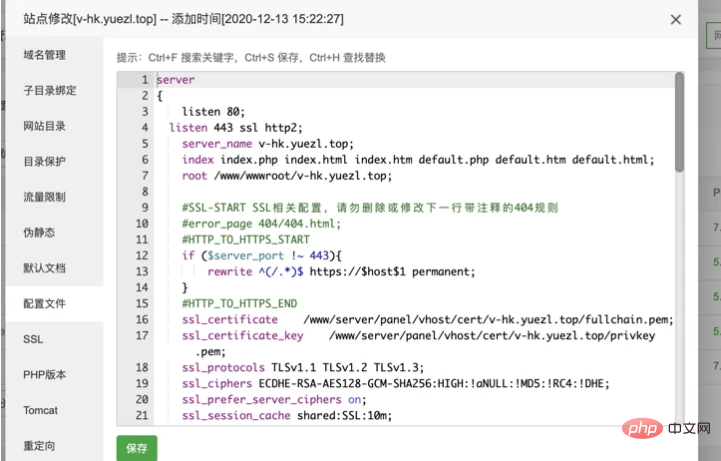 站点修改[v-hk.yuezl.top] -- 添加时间[2020-12-13 15:22:27]
域名管理
子目录绑定
网站目录
目录保护
流量限制
伪静态
默认文档
配置文件
SSL
PHP版本
Tomcat
重定向
提示：Ctrl+F 搜索关键字，Ctrl+S 保存，Ctrl+H 查找替换
1 server
2 {
3 listen 80;
4 listen 443 ssl http2;
5 server_name v-hk.yuezl.top;
6 index index.php index.html index.htm default.php default.htm default.html;
7 root /www/wwwroot/v-hk.yuezl.top;
8
9 #SSL-START SSL相关配置，请勿删除或修改下一行带注释的404规则
10 #error_page 404/404.html;
11 #HTTP_TO_HTTPS_START
12 if ($server_port !~ 443){
13 rewrite ^(/.*)$ https://$host$1 permanent;
14 }
15 #HTTP_TO_HTTPS_END
16 ssl_certificate /www/server/panel/vhost/cert/v-hk.yuezl.top/fullchain.pem;
17 ssl_certificate_key /www/server/panel/vhost/cert/v-hk.yuezl.top/privkey
.pem;
18 ssl_protocols TLSv1.1 TLSv1.2 TLSv1.3;
19 ssl_ciphers ECDHE-RSA-AES128-GCM-SHA256:HIGH:!aNULL:!MD5:!RC4:!DHE;
20 ssl_prefer_server_ciphers on;
21 ssl_session_cache shared:SSL:10m;
保存
php 中文网